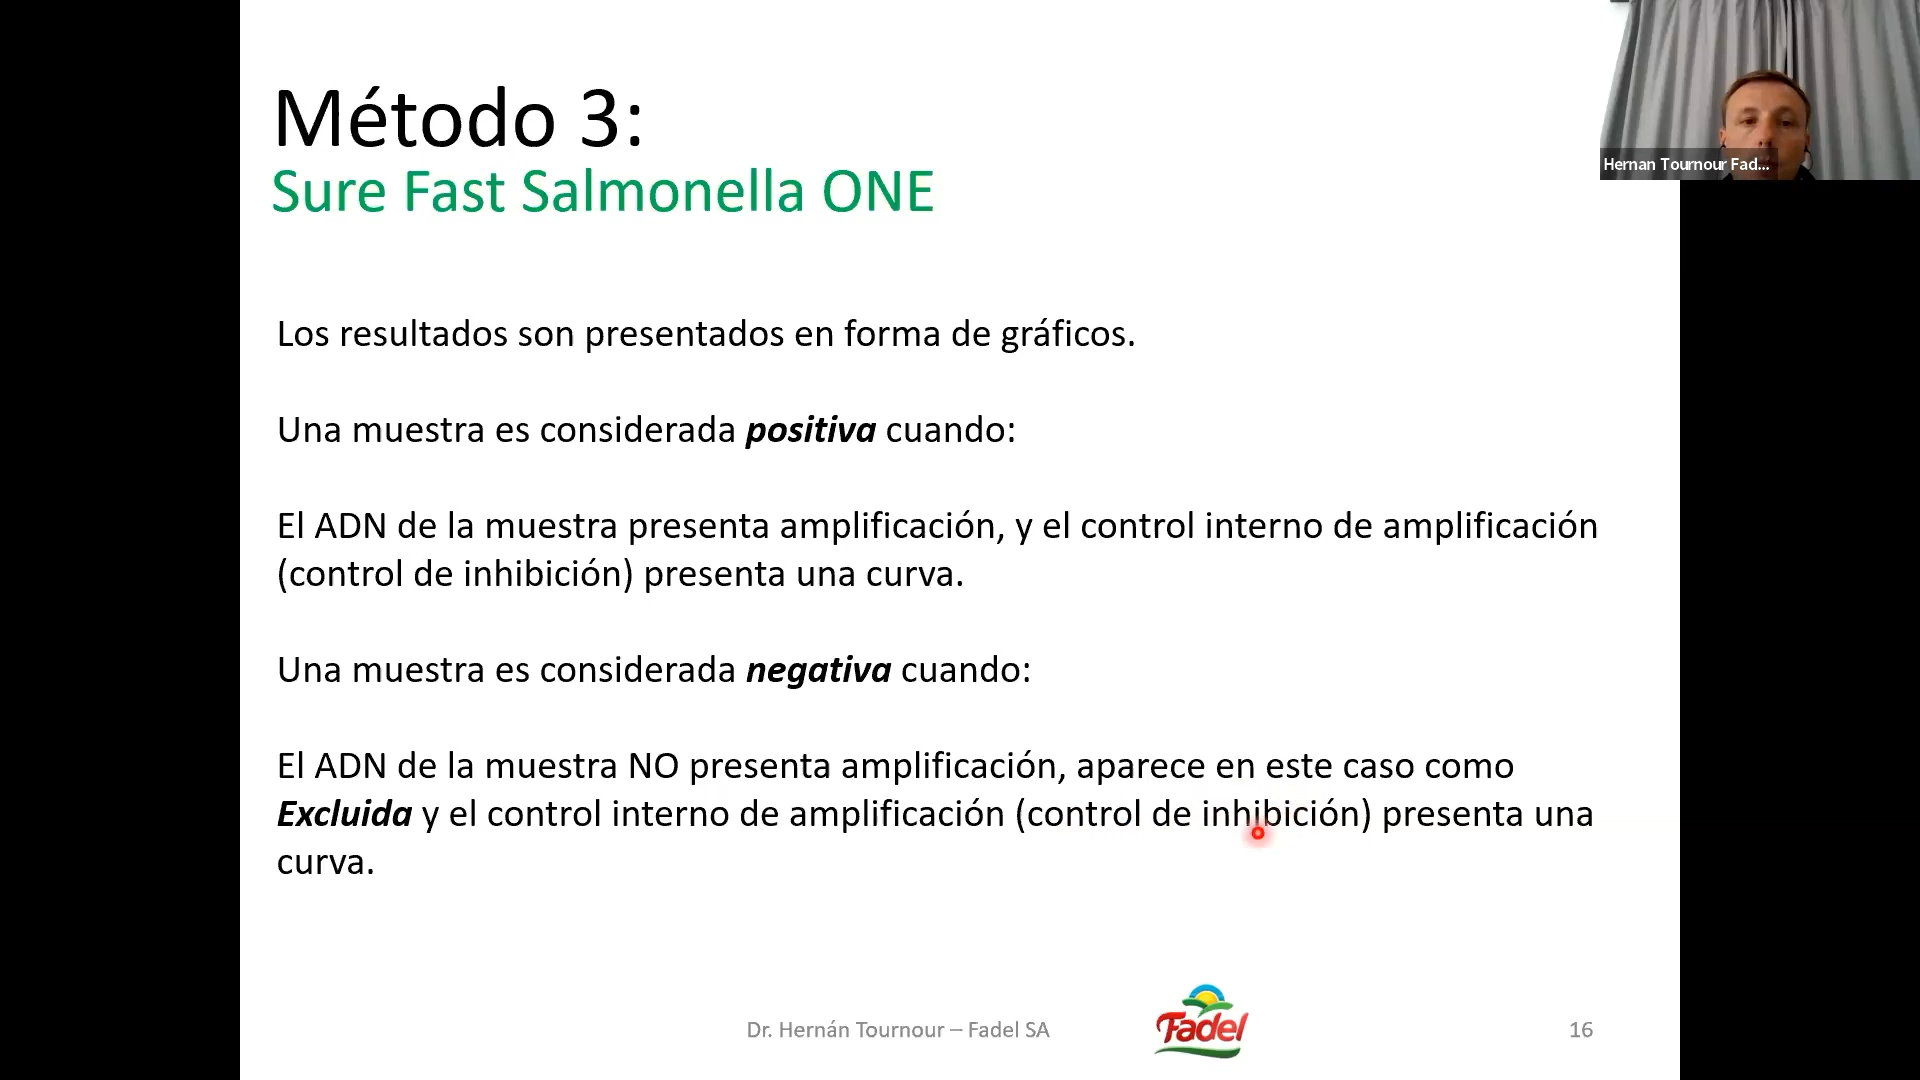 Método 3:
Sure Fast Salmonella ONE
Hernan Tournour Fad...
Los resultados son presentados en forma de gráficos.
Una muestra es considerada positiva cuando:
El ADN de la muestra presenta amplificación, y el control interno de amplificación
(control de inhibición) presenta una curva.
Una muestra es considerada negativa cuando:
El ADN de la muestra NO presenta amplificación, aparece en este caso como
Excluida y el control interno de amplificación (control de inhibición) presenta una
curva.
Dr. Hernán Tournour – Fadel SA
Fadel
16